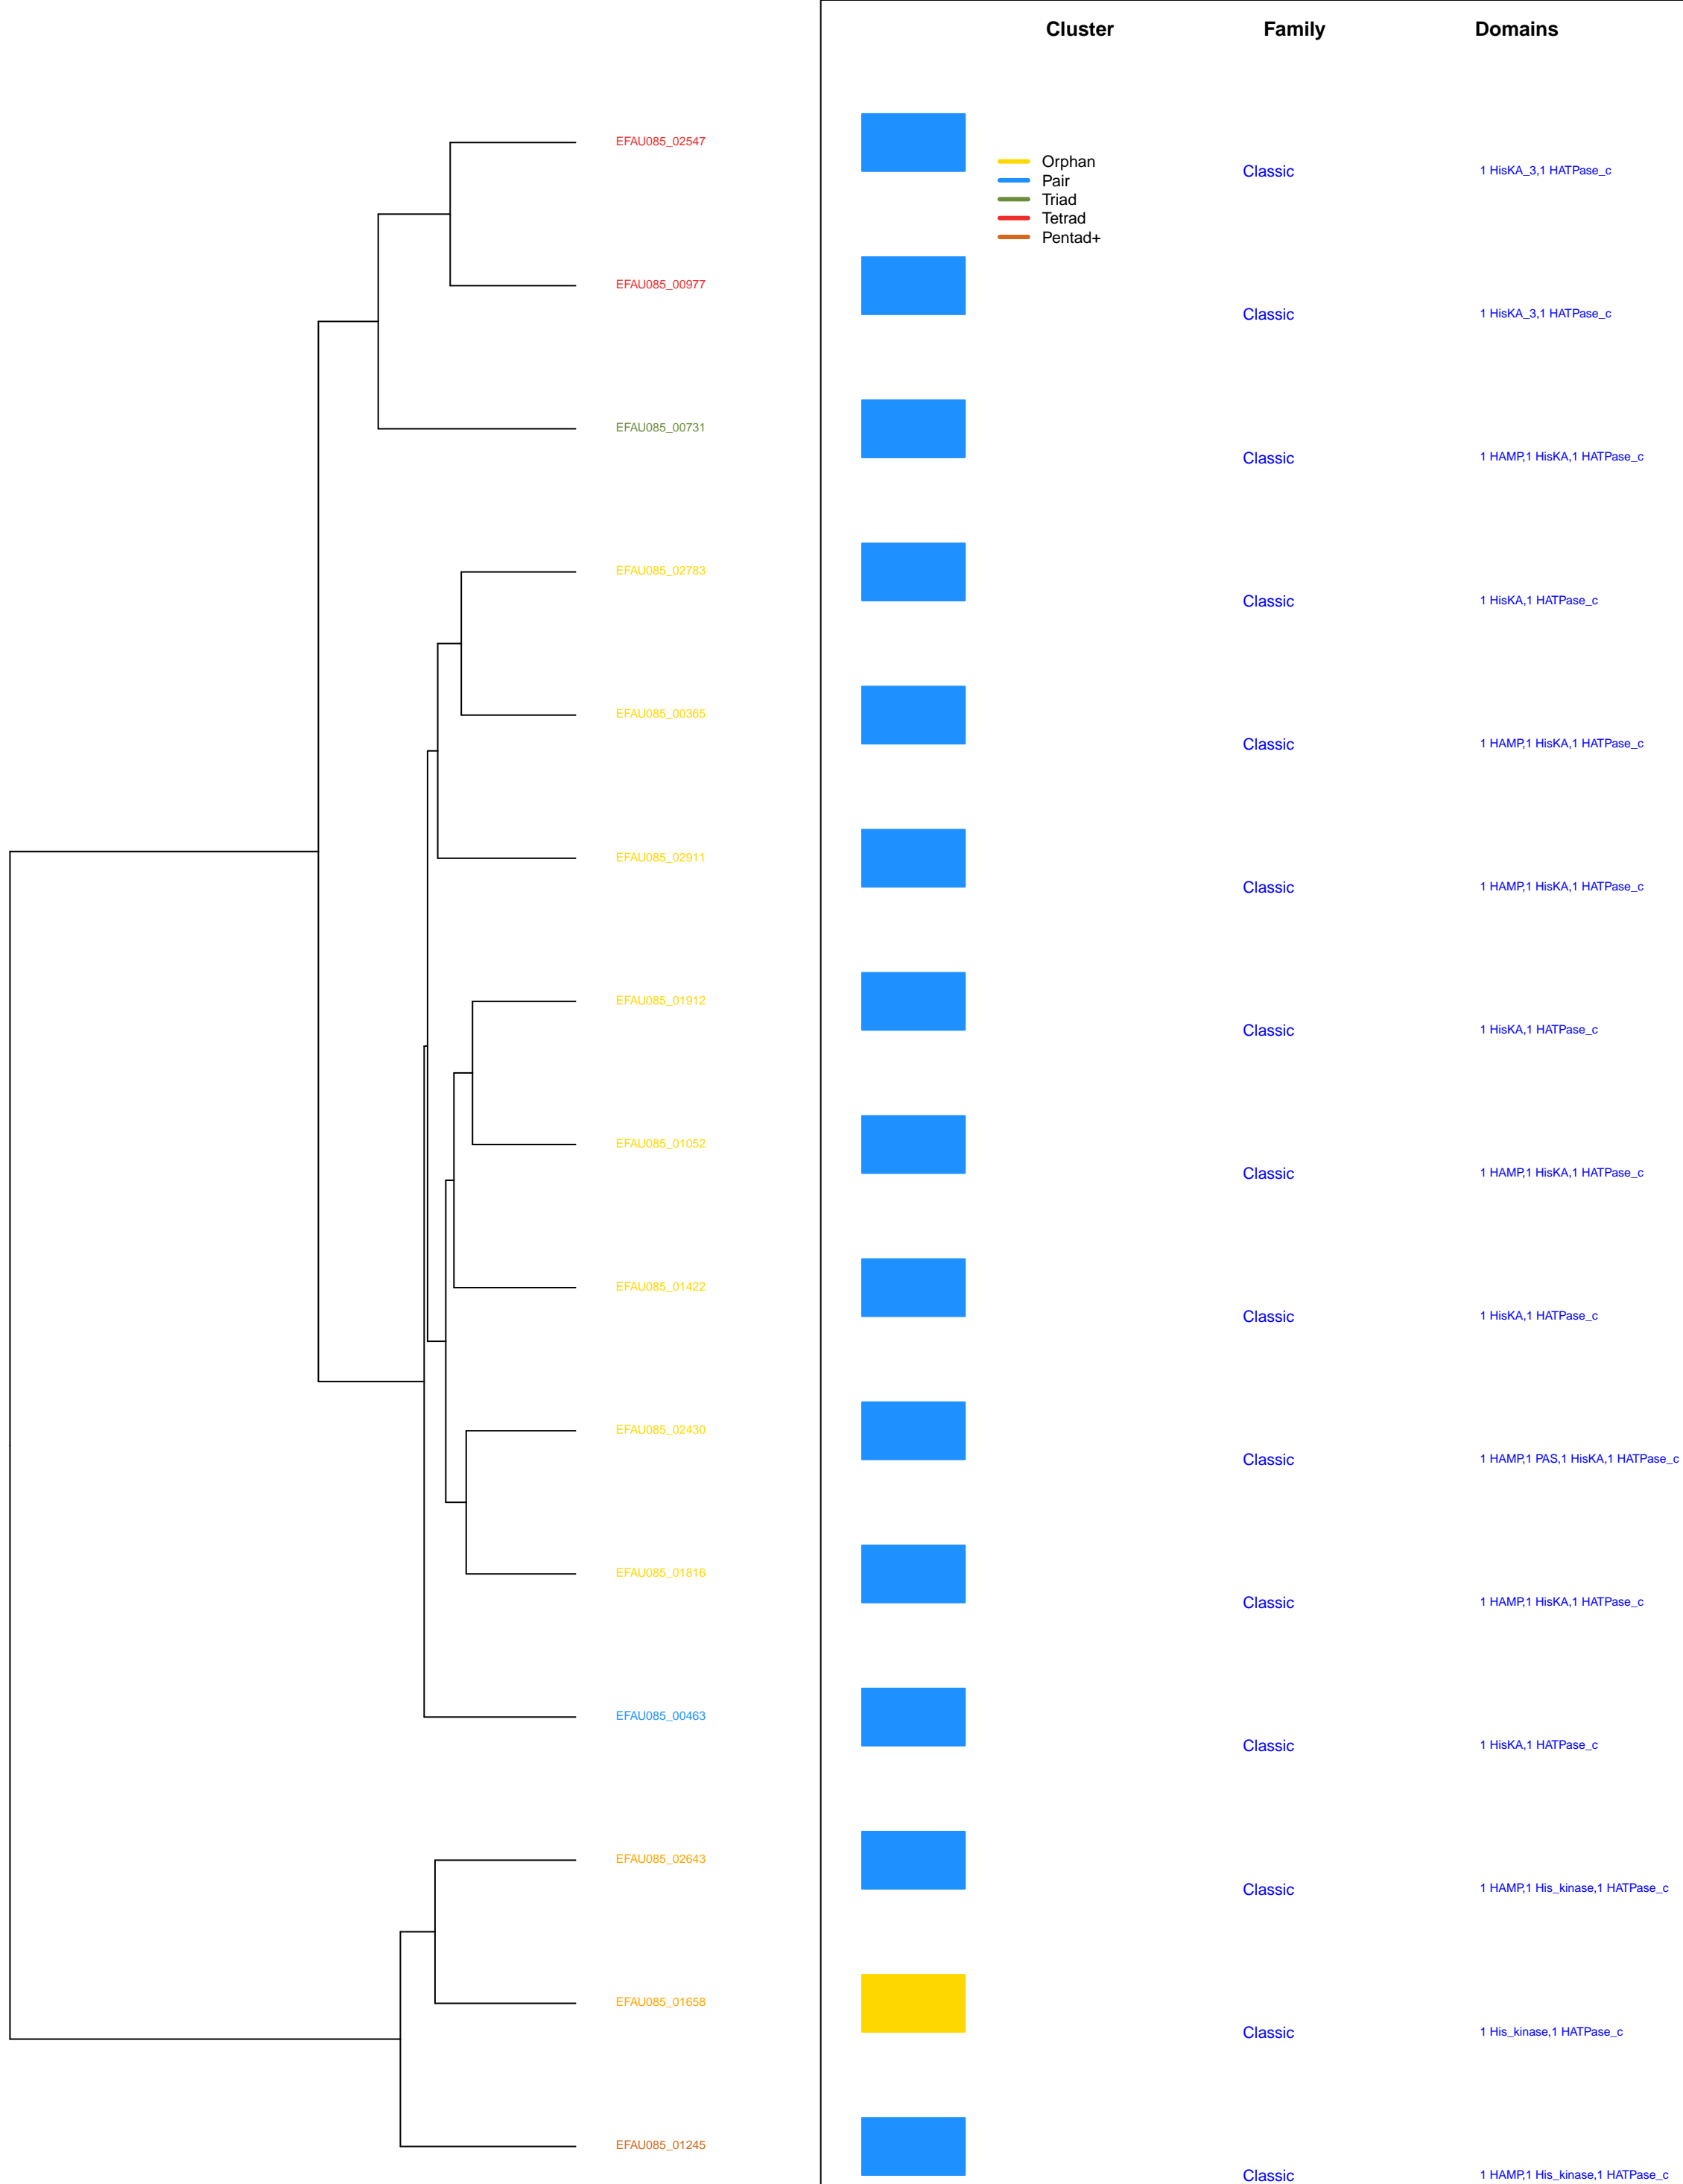 Cluster Family Domains
EFAU085_02547
Orphan
Pair
Triad
Tetrad
Pentad+
Classic 1 HisKA_3,1 HATPase_c
EFAU085_00977
Classic 1 HisKA_3,1 HATPase_c
EFAU085_00731
Classic 1 HAMP,1 HisKA,1 HATPase_c
EFAU085_02783
Classic 1 HisKA,1 HATPase_c
EFAU085_00365
Classic 1 HAMP,1 HisKA,1 HATPase_c
EFAU085_02911
Classic 1 HAMP,1 HisKA,1 HATPase_c
EFAU085_01912
Classic 1 HisKA,1 HATPase_c
EFAU085_01052
Classic 1 HAMP,1 HisKA,1 HATPase_c
EFAU085_01422
Classic 1 HisKA,1 HATPase_c
EFAU085_02430
Classic 1 HAMP,1 PAS,1 HisKA,1 HATPase_c
EFAU085_01816
Classic 1 HAMP,1 HisKA,1 HATPase_c
EFAU085_00463
Classic 1 HisKA,1 HATPase_c
EFAU085_02643
Classic 1 HAMP,1 His_kinase,1 HATPase_c
EFAU085_01658
Classic 1 His_kinase,1 HATPase_c
EFAU085_01245
Classic 1 HAMP,1 His_kinase,1 HATPase_c